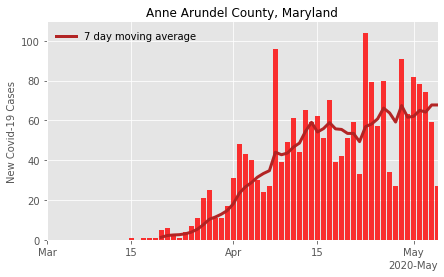 Anne Arundel County, Maryland
7 day moving average
New Covid-19 Cases
100
80
60
40
20
0
Mar 15 Apr 15 May
2020-May